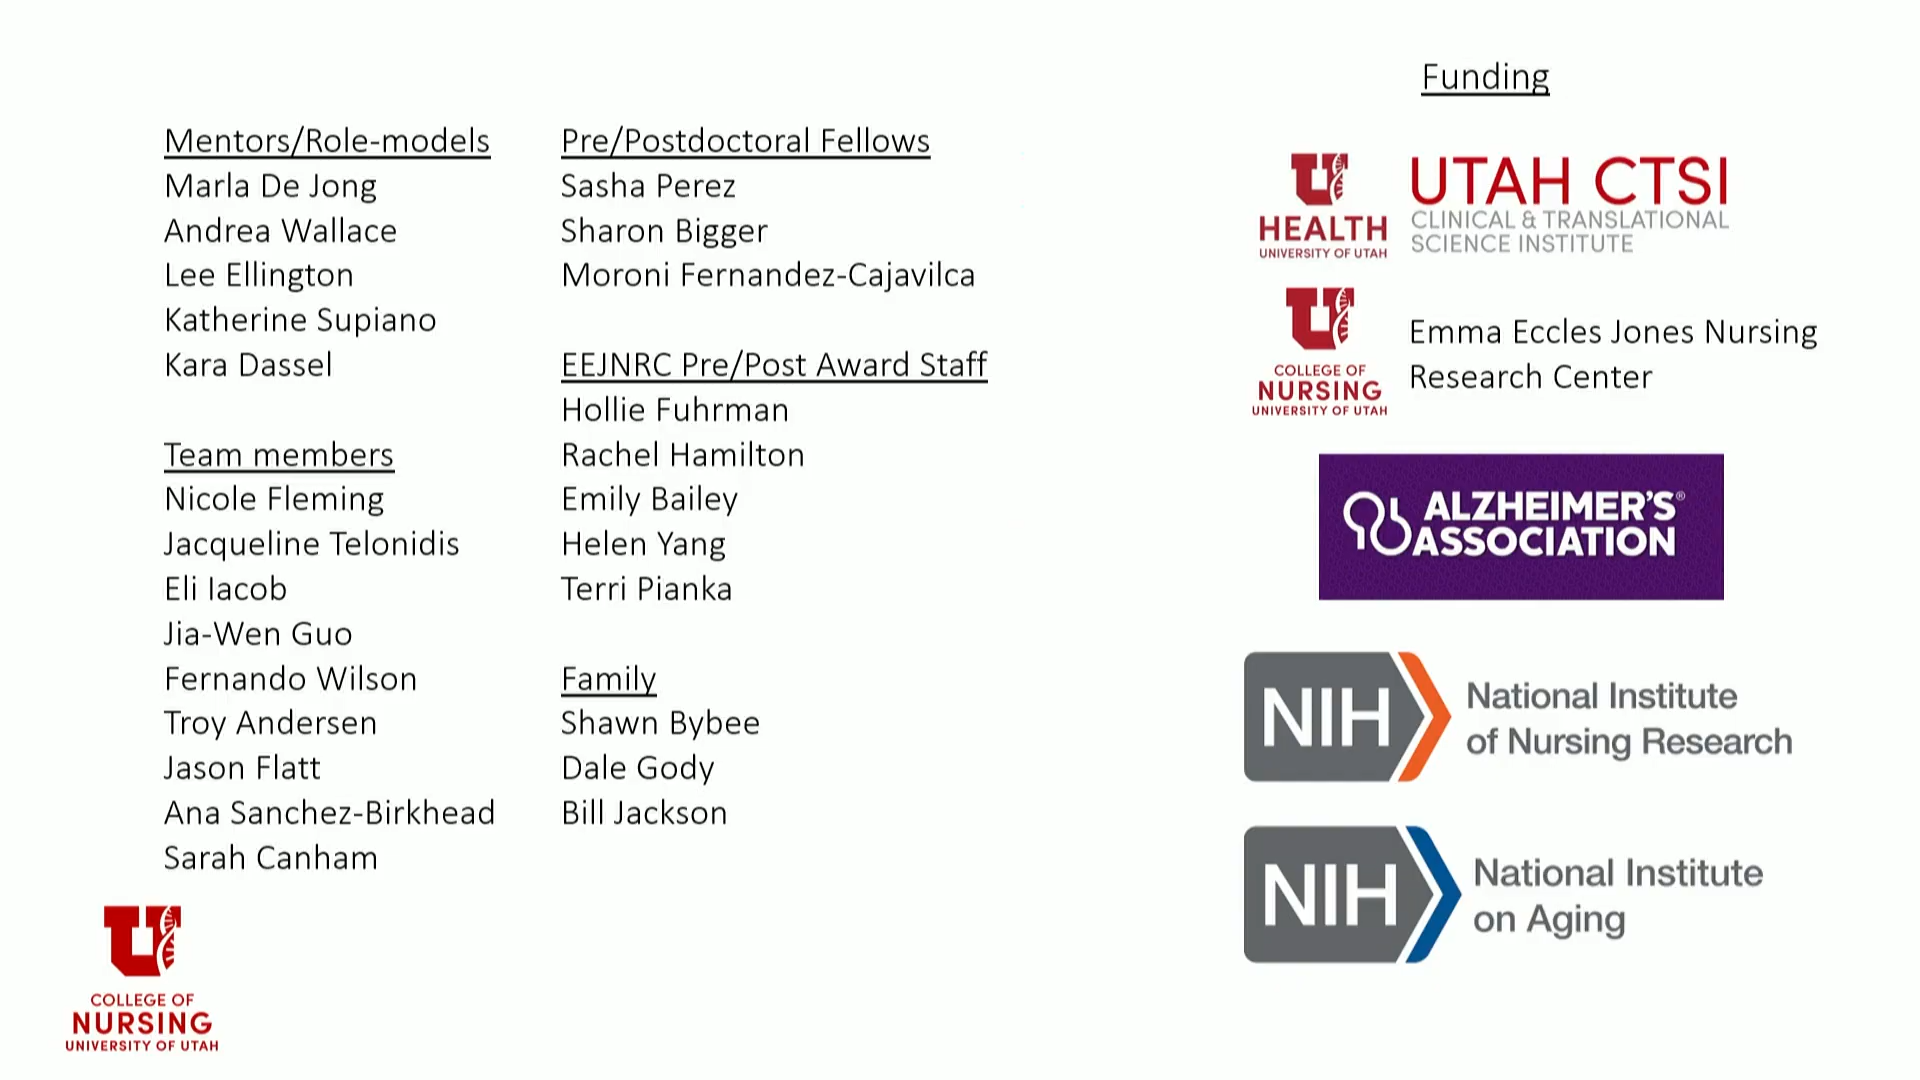 Mentors/Role-models
Marla De Jong
Andrea Wallace
Lee Ellington
Katherine Supiano
Kara Dassel
Team members
Nicole Fleming
Jacqueline Telonidis
Eli Iacob
Jia-Wen Guo
Fernando Wilson
Troy Andersen
Jason Flatt
Ana Sanchez-Birkhead
Sarah Canham
Pre/Postdoctoral Fellows
Sasha Perez
Sharon Bigger
Moroni Fernandez-Cajavilca
EEJNRC Pre/Post Award Staff
Hollie Fuhrman
Rachel Hamilton
Emily Bailey
Helen Yang
Terri Pianka
Family
Shawn Bybee
Dale Gody
Bill Jackson
Funding
U
HEALTH
UNIVERSITY OF UTAH
UTAH CTSI
CLINICAL & TRANSLATIONAL
SCIENCE INSTITUTE
U
COLLEGE OF
NURSING
UNIVERSITY OF UTAH
Emma Eccles Jones Nursing
Research Center
ALZHEIMER'S®
ASSOCIATION
NIH
National Institute
of Nursing Research
NIH
National Institute
on Aging
U
COLLEGE OF
NURSING
UNIVERSITY OF UTAH